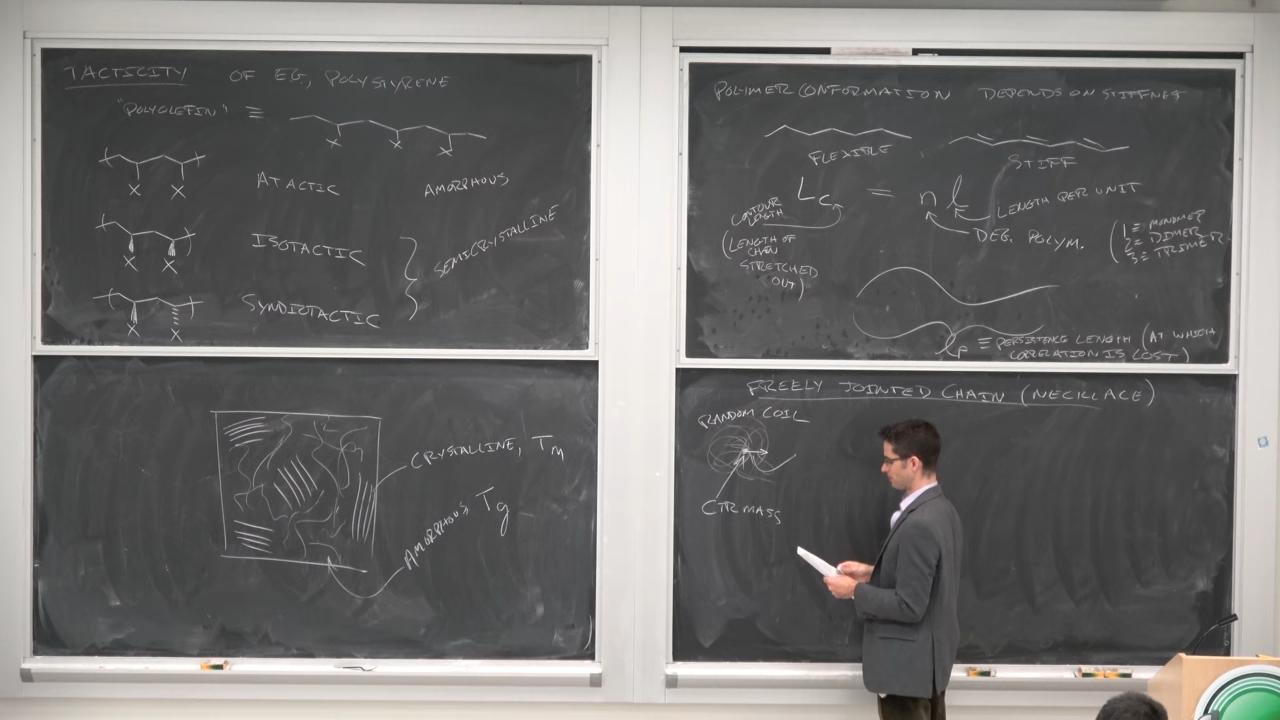 TACTICITY OF EG, POLYSTYRENE
"POLYOLEFIN" ≡
X X X
X X
ATACTIC AMORPHOUS
X X
ISOTACTIC
SEMICRYSTALLINE
X X
SYNDIOTACTIC
CRYSTALLINE, Tm
AMORPHOUS, Tg
POLYMER CONFORMATION DEPENDS ON STIFFNESS
FLEXIBLE
STIFF
Lc = nl
LENGTH PER UNIT
DEG. POLYM.
(1 ≡ MONOMER
2 ≡ DIMER
3 ≡ TRIMER
CONTOUR
LENGTH
(LENGTH OF
CHAIN
STRETCHED
OUT)
lp ≡ PERSISTENCE LENGTH (AT WHICH
CORRELATION IS LOST)
FREELY JOINTED CHAIN (NECKLACE)
RANDOM COIL
CTR MASS